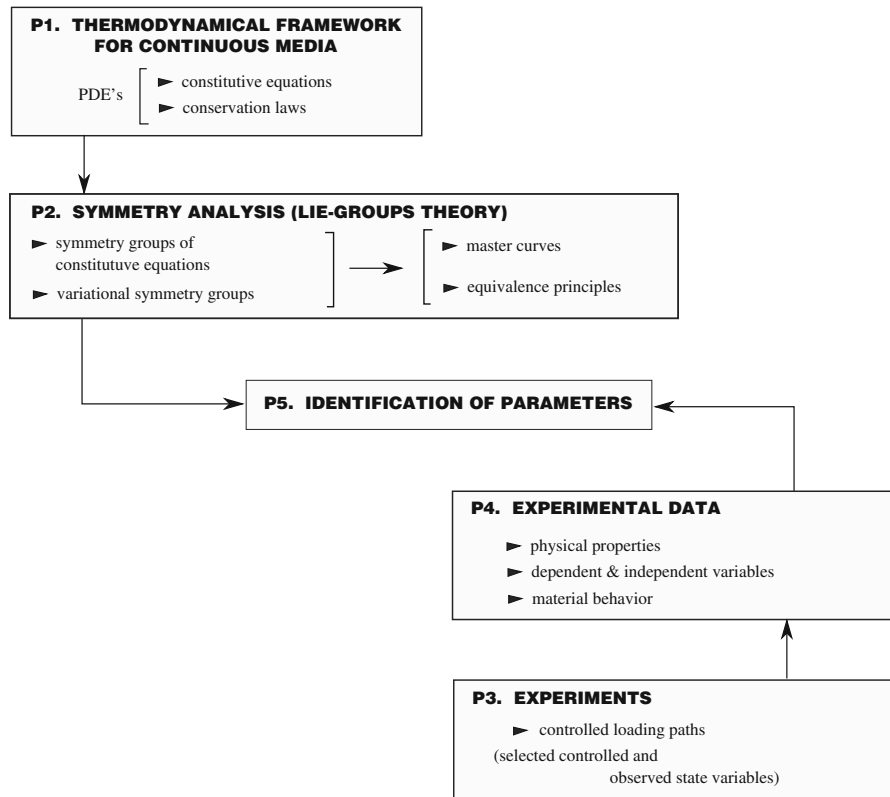 P1. THERMODYNAMICAL FRAMEWORK
FOR CONTINUOUS MEDIA
PDE's
► constitutive equations
► conservation laws
P2. SYMMETRY ANALYSIS (LIE-GROUPS THEORY)
► symmetry groups of
constitutuve equations
► variational symmetry groups
► master curves
► equivalence principles
P5. IDENTIFICATION OF PARAMETERS
P4. EXPERIMENTAL DATA
► physical properties
► dependent & independent variables
► material behavior
P3. EXPERIMENTS
► controlled loading paths
(selected controlled and
observed state variables)